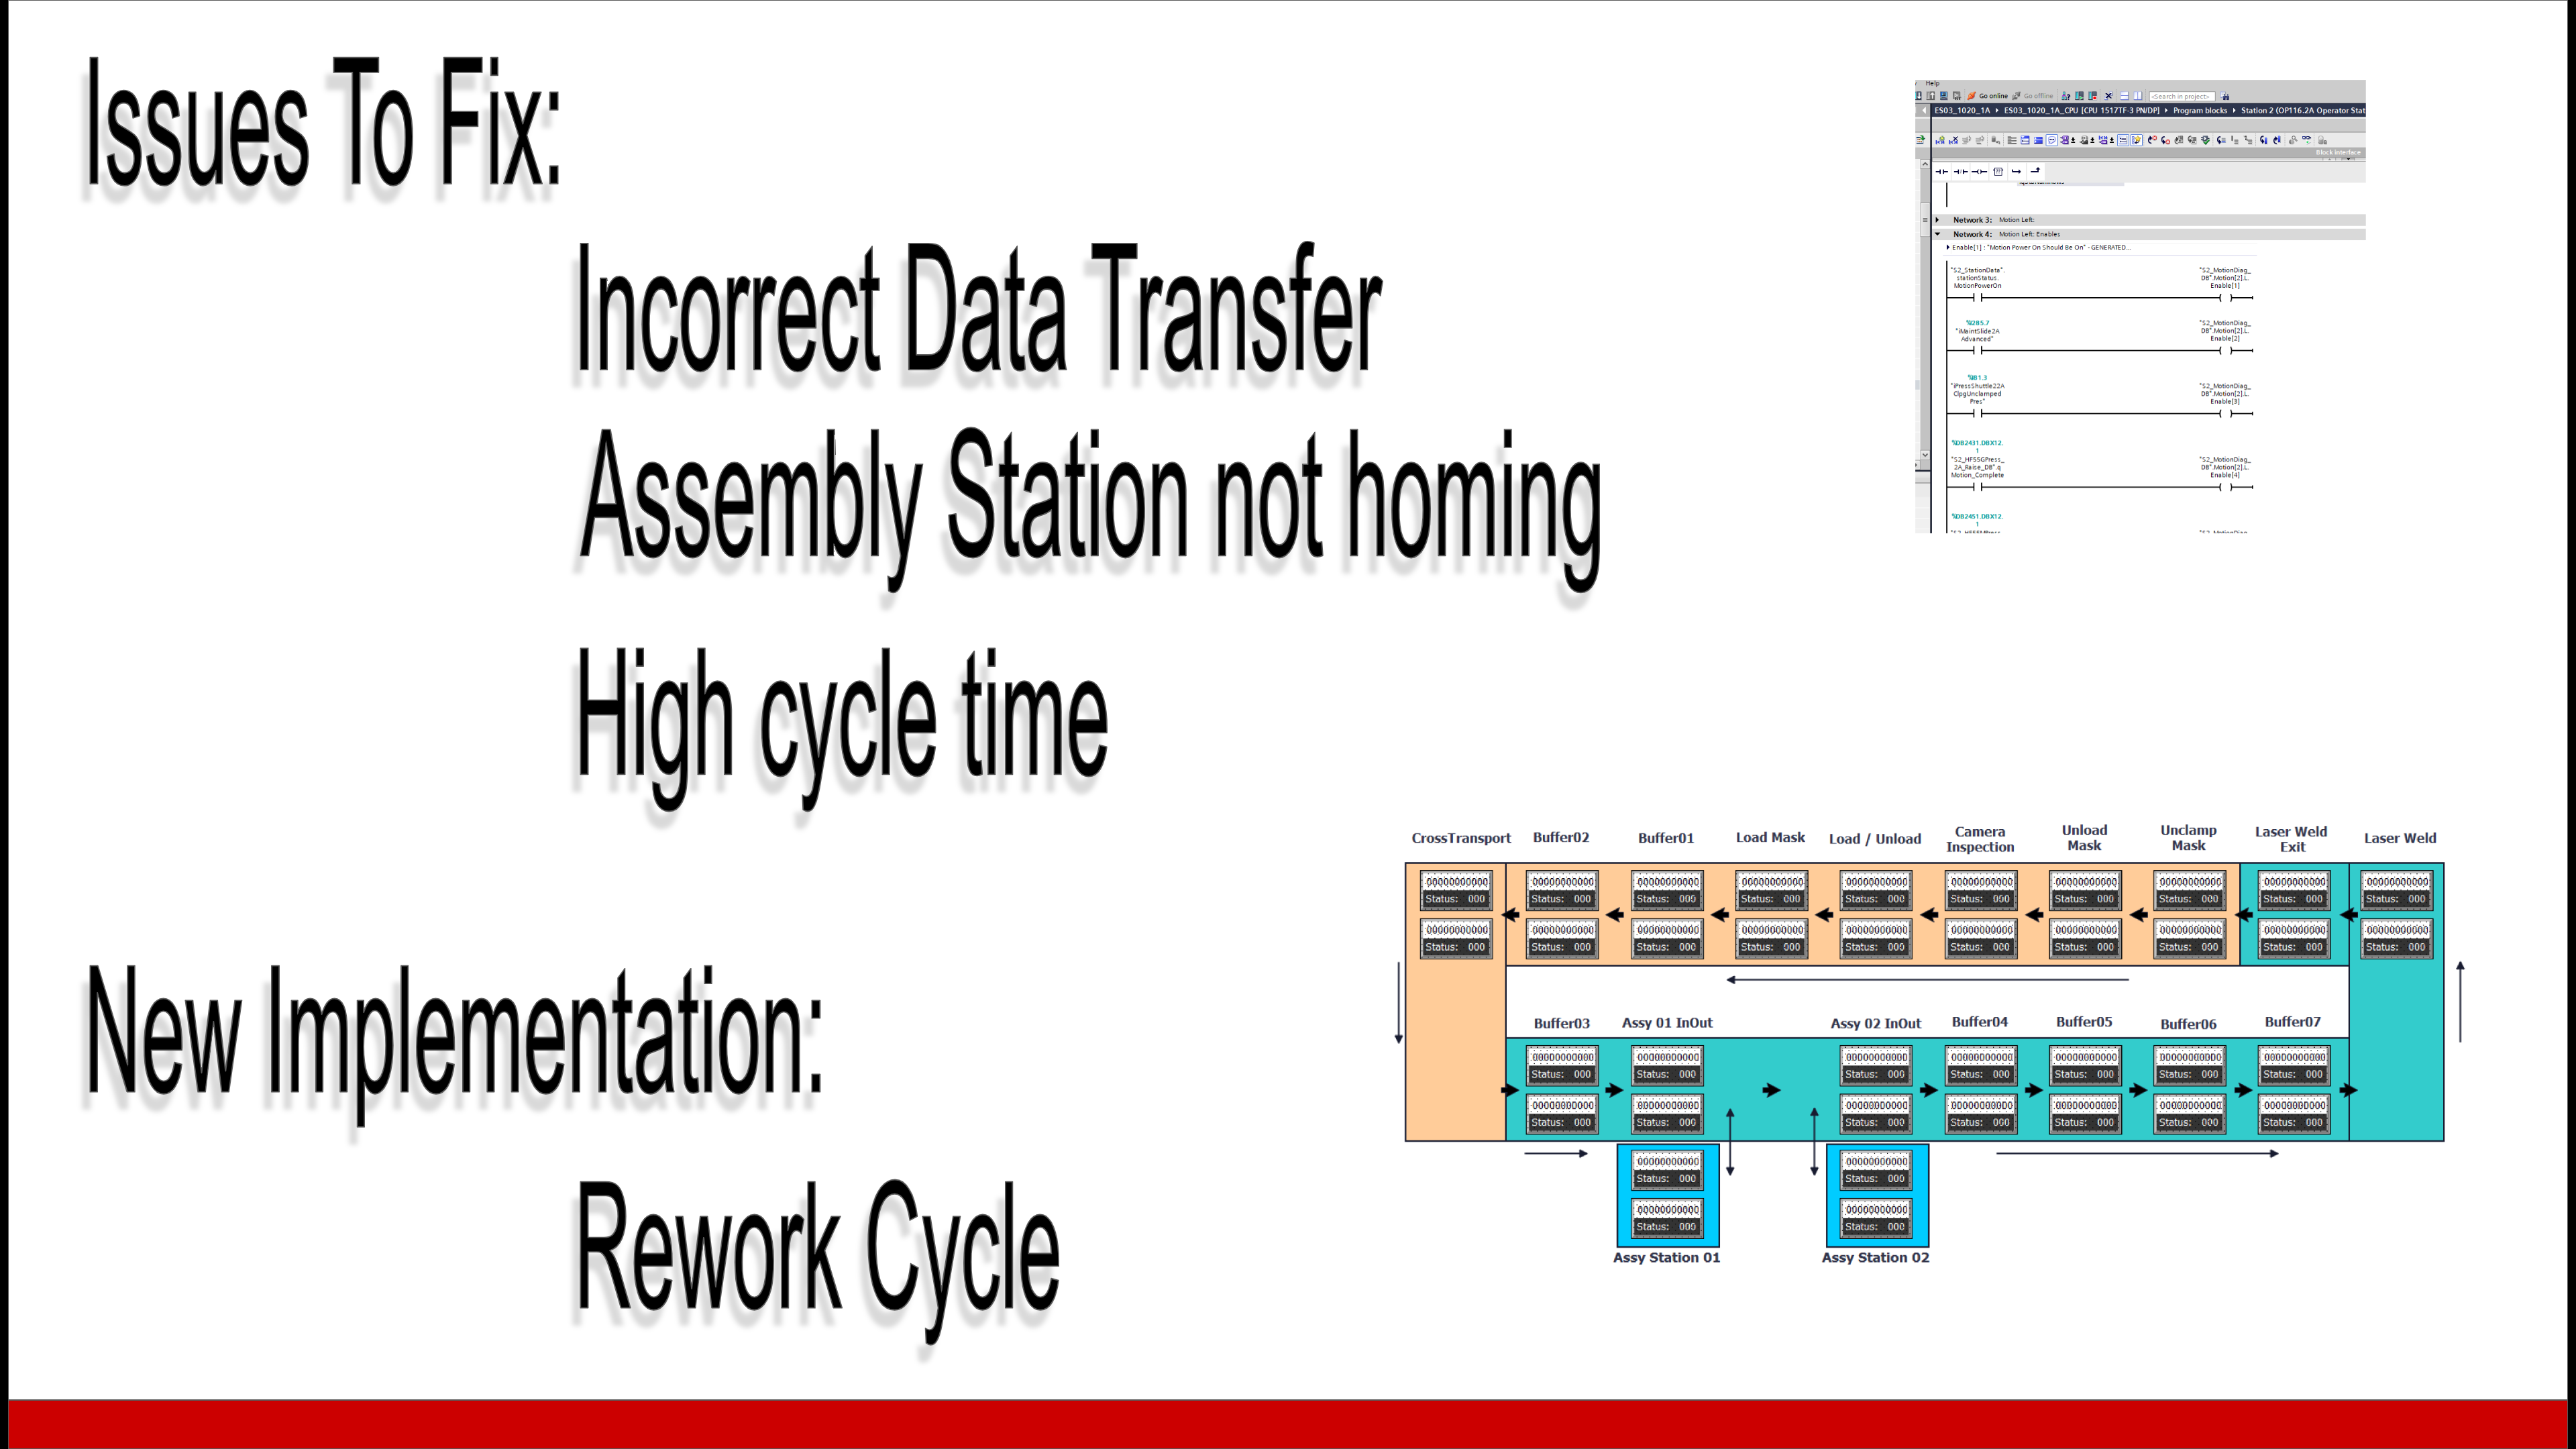 Issues To Fix:
Incorrect Data Transfer
Assembly Station not homing
High cycle time
New Implementation:
Rework Cycle
Help
Go online Go offline <Search in project>
ES03_1020_1A ES03_1020_1A_CPU [CPU 1517TF-3 PN/DP] Program blocks Station 2 (OP116.2A Operator Stat
Block interface
Network 3: Motion Left:
Network 4: Motion Left: Enables
Enable[1] : "Motion Power On Should Be On" - GENERATED...
"S2_StationData". "S2_MotionDiag_
stationStatus. DB".Motion[2].L.
MotionPowerOn Enable[1]
%I285.7 "S2_MotionDiag_
"iMaintSlide2A DB".Motion[2].L.
Advanced" Enable[2]
"iPressShuttle22A "S2_MotionDiag_
ClpgUnclamped DB".Motion[2].L.
Pres" Enable[3]
%DB2431.DBX12.
1
"S2_HF55GPress_ "S2_MotionDiag_
2A_Raise_DB".q DB".Motion[2].L.
Motion_Complete Enable[4]
%DB2451.DBX12.
1
CrossTransport Buffer02 Buffer01 Load Mask Load / Unload Camera Inspection Unload Mask Unclamp Mask Laser Weld Exit Laser Weld
00000000000 00000000000 00000000000 00000000000 00000000000 00000000000 00000000000 00000000000 00000000000 00000000000
Status: 000 Status: 000 Status: 000 Status: 000 Status: 000 Status: 000 Status: 000 Status: 000 Status: 000 Status: 000
00000000000 00000000000 00000000000 00000000000 00000000000 00000000000 00000000000 00000000000 00000000000 00000000000
Status: 000 Status: 000 Status: 000 Status: 000 Status: 000 Status: 000 Status: 000 Status: 000 Status: 000 Status: 000
Buffer03 Assy 01 InOut Assy 02 InOut Buffer04 Buffer05 Buffer06 Buffer07
00000000000 00000000000 00000000000 00000000000 00000000000 00000000000 00000000000
Status: 000 Status: 000 Status: 000 Status: 000 Status: 000 Status: 000 Status: 000
00000000000 00000000000 00000000000 00000000000 00000000000 00000000000 00000000000
Status: 000 Status: 000 Status: 000 Status: 000 Status: 000 Status: 000 Status: 000
00000000000 00000000000
Status: 000 Status: 000
00000000000 00000000000
Status: 000 Status: 000
Assy Station 01 Assy Station 02